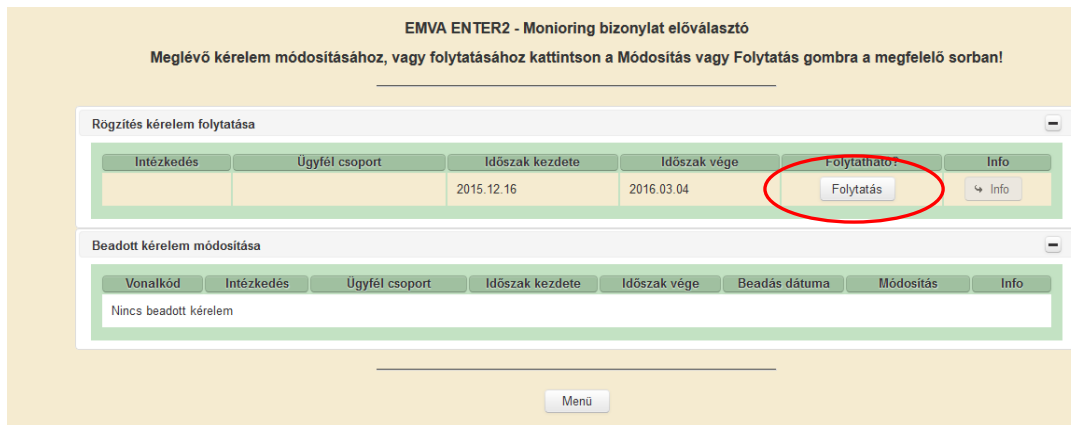 EMVA ENTER2 - Monioring bizonylat előválasztó
Meglévő kérelem módosításához, vagy folytatásához kattintson a Módosítás vagy Folytatás gombra a megfelelő sorban!
Rögzítés kérelem folytatása
Intézkedés Ügyfél csoport Időszak kezdete Időszak vége Folytatható? Info
2015.12.16 2016.03.04 Folytatás Info
Beadott kérelem módosítása
Vonalkód Intézkedés Ügyfél csoport Időszak kezdete Időszak vége Beadás dátuma Módosítás Info
Nincs beadott kérelem
Menü